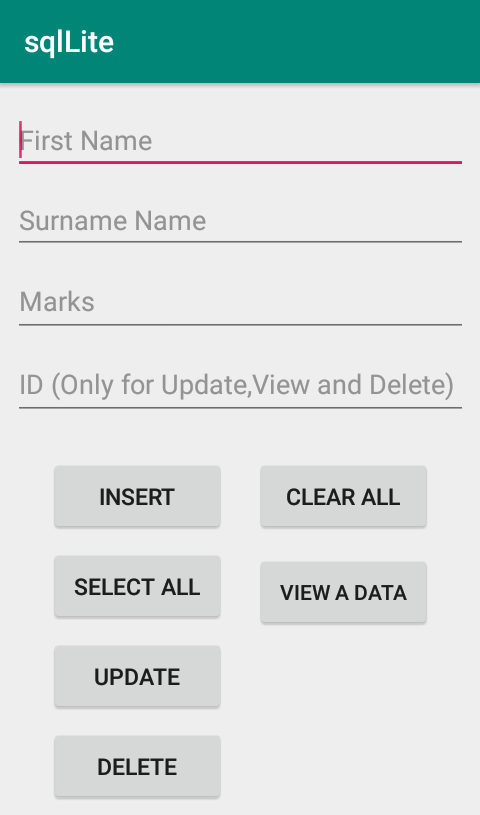 sqlLite
First Name
Surname Name
Marks
ID (Only for Update,View and Delete)
INSERT
CLEAR ALL
SELECT ALL
VIEW A DATA
UPDATE
DELETE